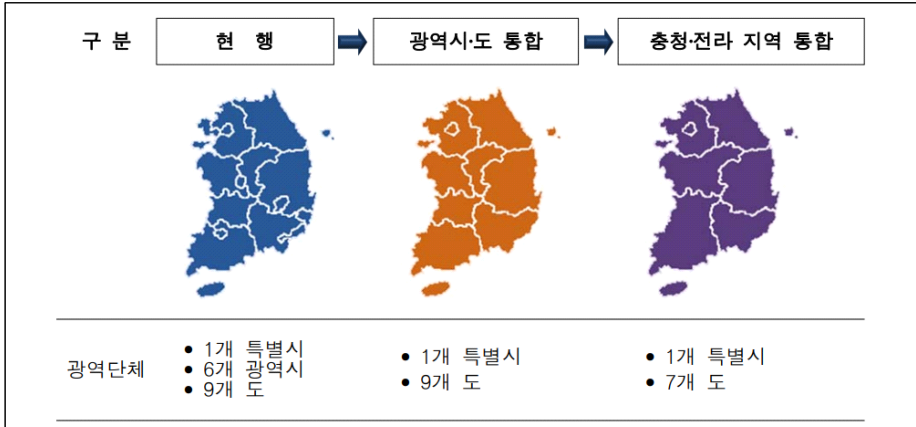 구 분 현 행 광역시·도 통합 충청·전라 지역 통합
광역단체
• 1개 특별시
• 6개 광역시
• 9개 도
• 1개 특별시
• 9개 도
• 1개 특별시
• 7개 도